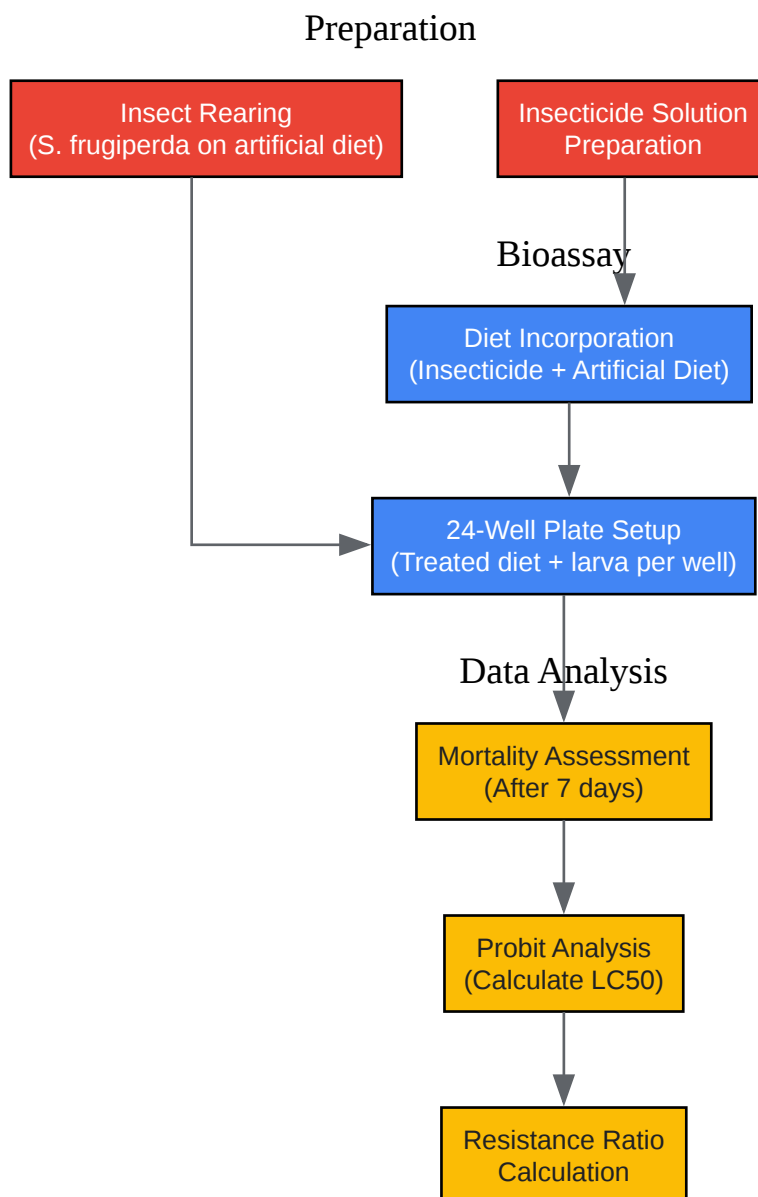 Preparation
Insect Rearing
(S. frugiperda on artificial diet)
Insecticide Solution
Preparation
Bioassay
Diet Incorporation
(Insecticide + Artificial Diet)
24-Well Plate Setup
(Treated diet + larva per well)
Data Analysis
Mortality Assessment
(After 7 days)
Probit Analysis
(Calculate LC50)
Resistance Ratio
Calculation